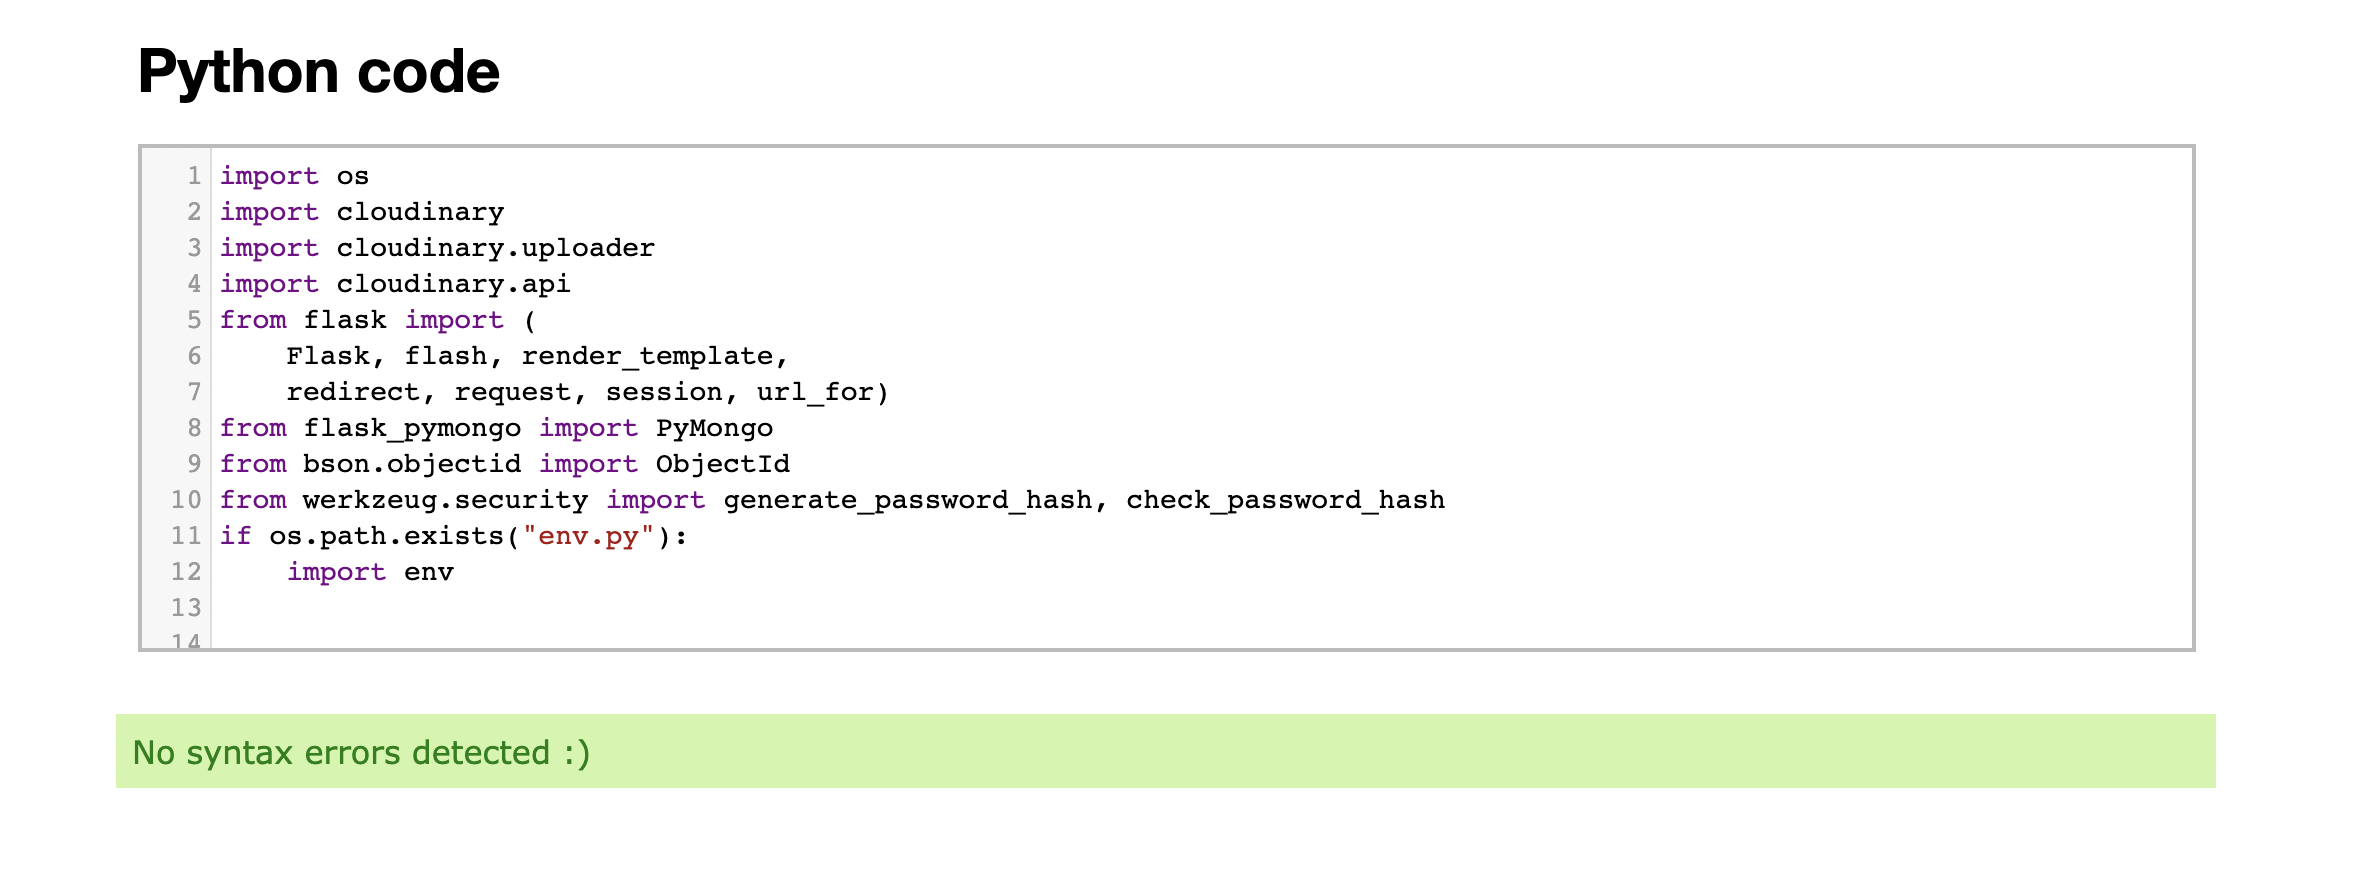 Python code
1 import os
2 import cloudinary
3 import cloudinary.uploader
4 import cloudinary.api
5 from flask import (
6     Flask, flash, render_template,
7     redirect, request, session, url_for)
8 from flask_pymongo import PyMongo
9 from bson.objectid import ObjectId
10 from werkzeug.security import generate_password_hash, check_password_hash
11 if os.path.exists("env.py"):
12     import env
13
14
No syntax errors detected :)